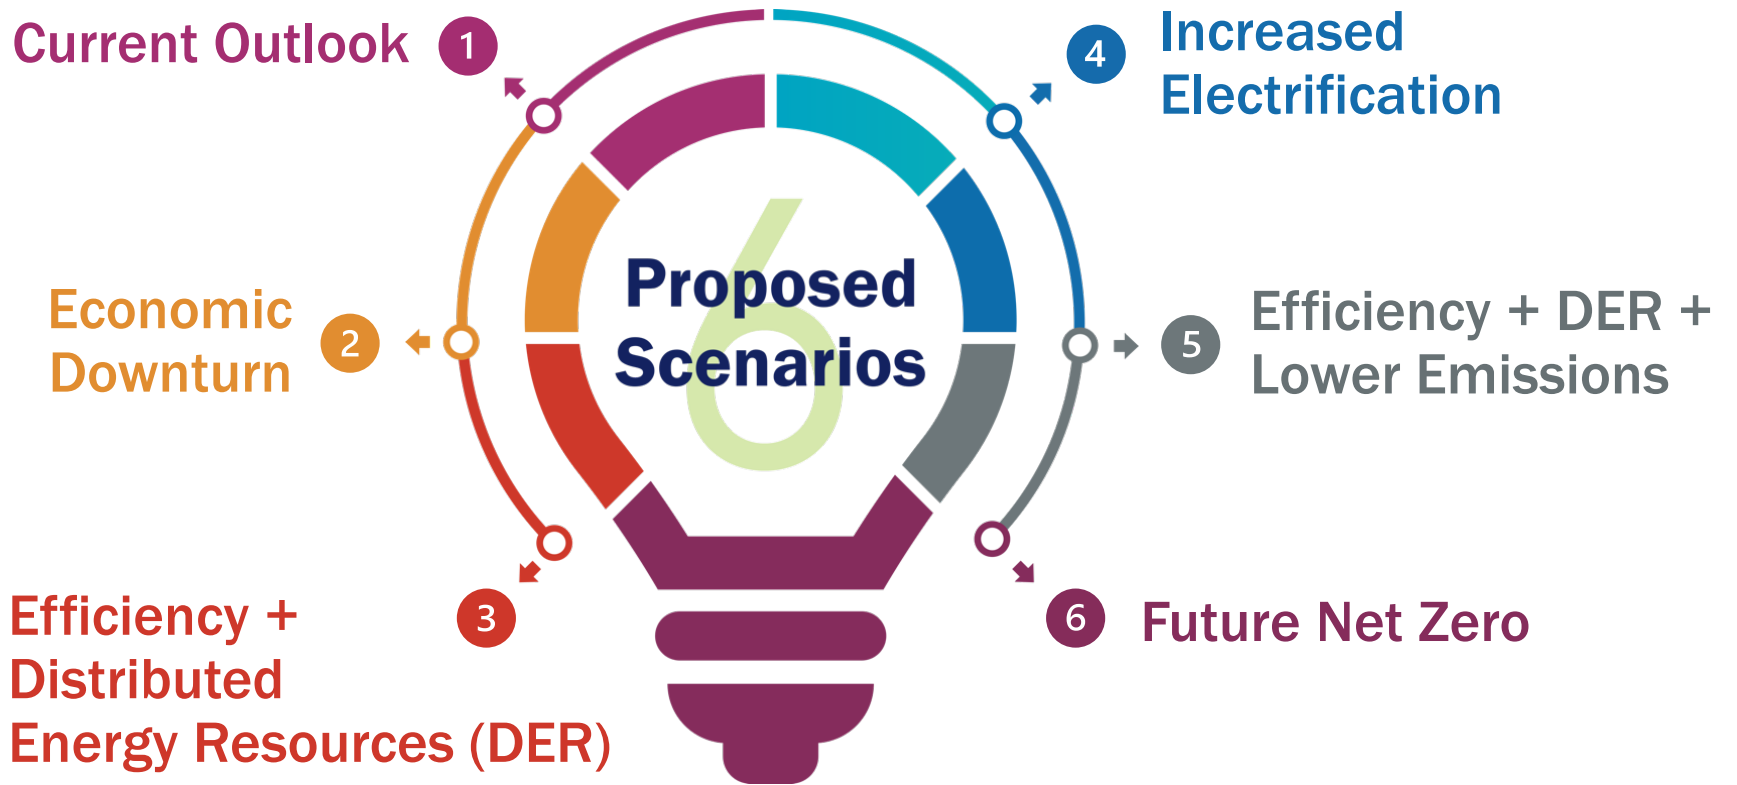 Current Outlook 1
Economic
Downturn
2
Efficiency +
Distributed
Energy Resources (DER)
3
6
Proposed
Scenarios
4
Increased
Electrification
5
Efficiency + DER +
Lower Emissions
6 Future Net Zero